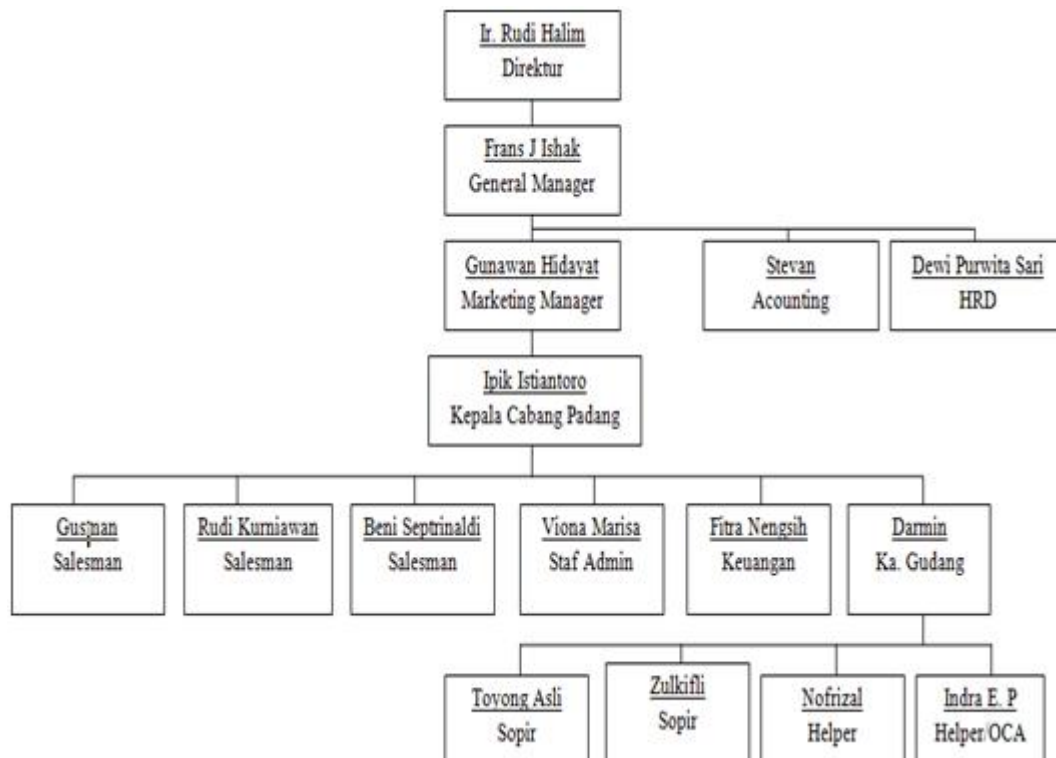 Ir. Rudi Halim
Direktur
Frans J Ishak
General Manager
Gunawan Hidayat
Marketing Manager
Stevan
Acounting
Dewi Purwita Sari
HRD
Ipik Istiantoro
Kepala Cabang Padang
Gusman
Salesman
Rudi Kurniawan
Salesman
Beni Septrinaldi
Salesman
Viona Marisa
Staf Admin
Fitra Nengsih
Keuangan
Darmin
Ka. Gudang
Toyong Asli
Sopir
Zulkifli
Sopir
Nofrizal
Helper
Indra E. P
Helper/OCA